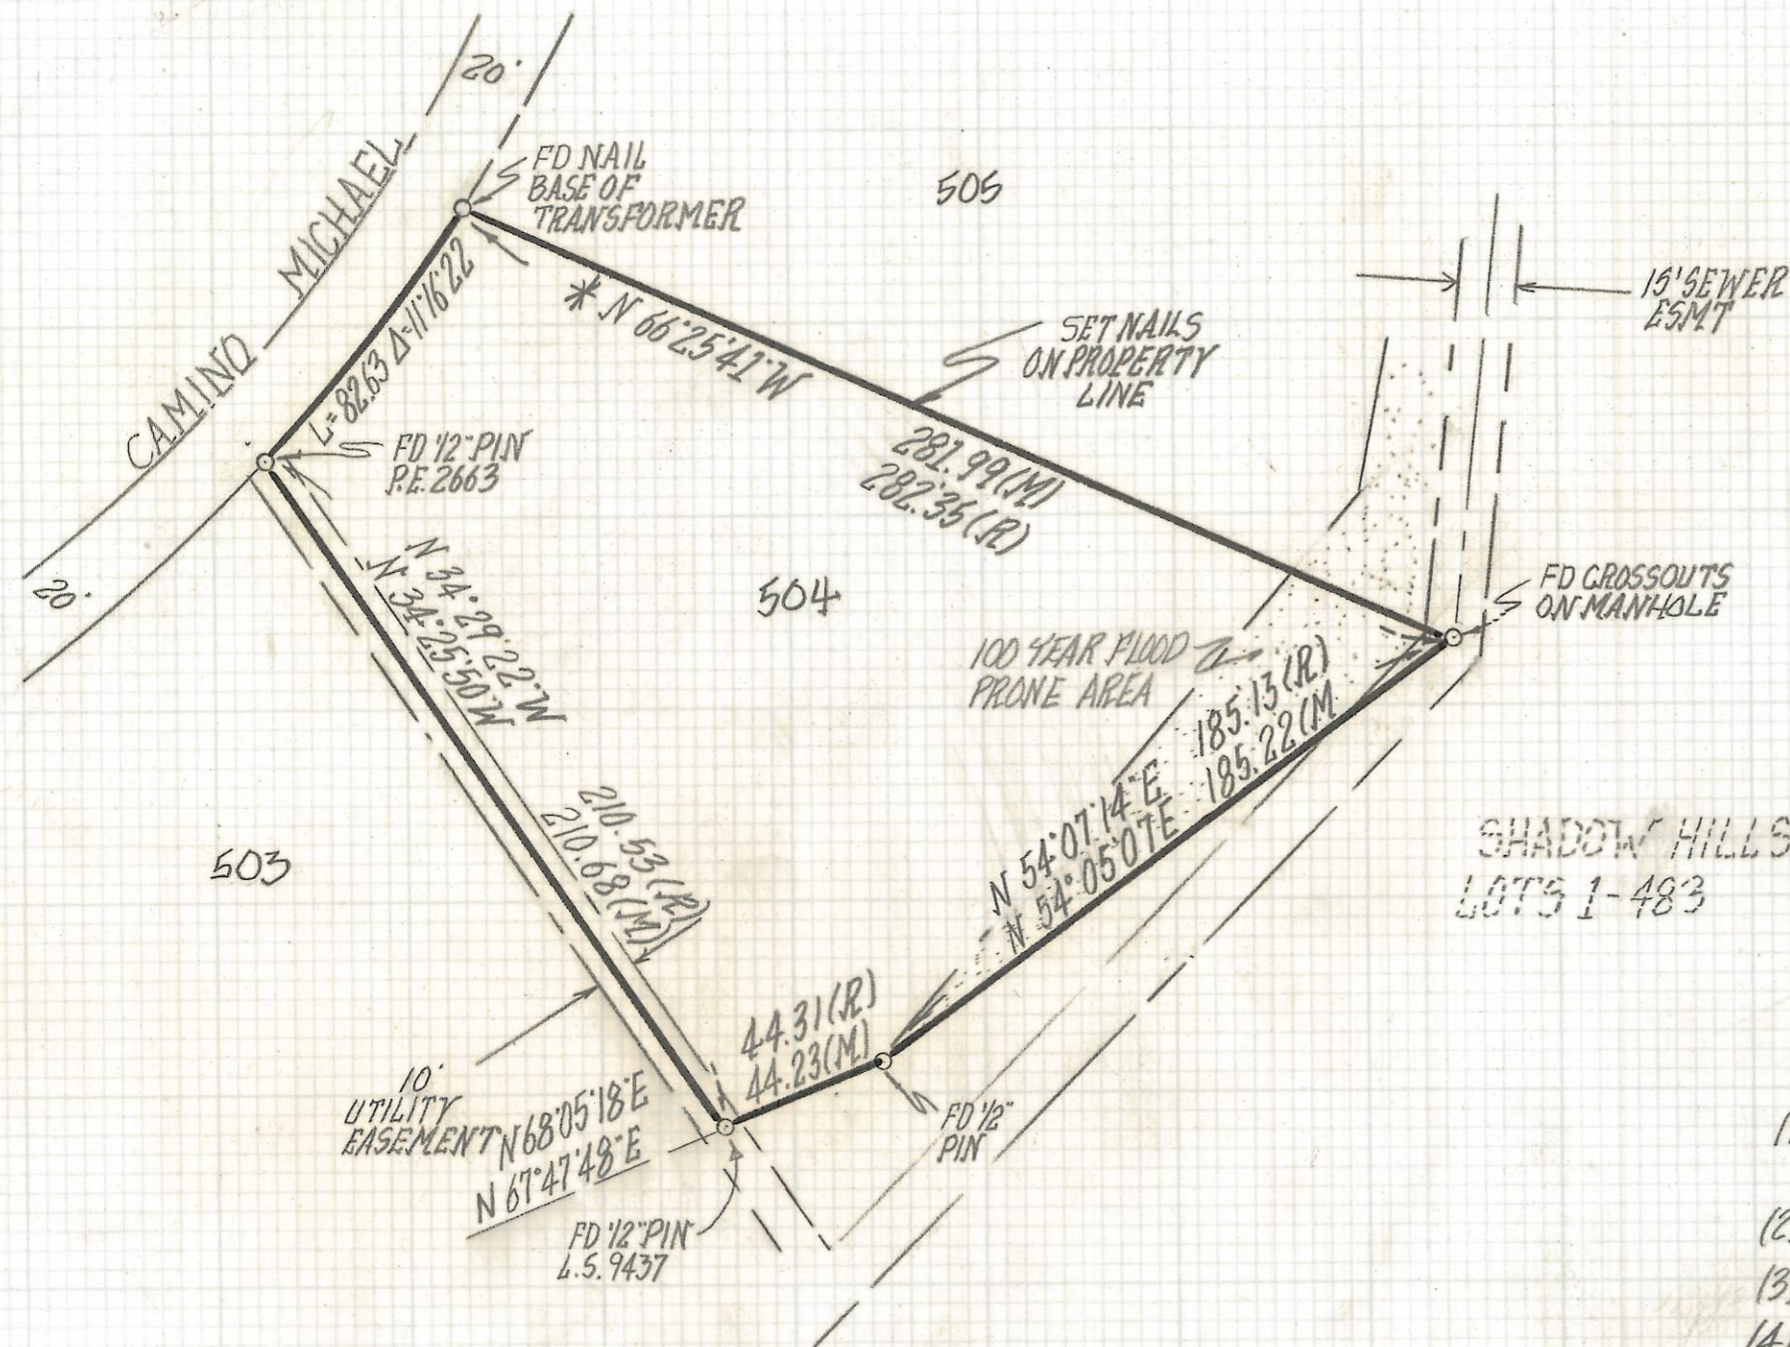 20'
CAMINO MICHAEL
20'
FD NAIL
BASE OF
TRANSFORMER
505
15' SEWER
ESMT
L=82.63 Δ=11°16'22
* N 66°25'41"W
SET NAILS
ON PROPERTY
LINE
281.99(M)
282.35(R)
FD 1/2" PIN
P.E. 2663
N 34°29'22"W
N 34°25'50"W
504
FD CROSSOUTS
ON MANHOLE
100 YEAR FLOOD
PRONE AREA
185.13(R)
185.22(M
N 54°07'14"E
N 54°05'07E
503
210.53(R)
210.68(M)
SHADOW HILLS
LOTS 1-483
44.31(R)
44.23(M)
10'
UTILITY
EASEMENT
N 68°05'18"E
N 67°47'48"E
FD 1/2"
PIN
FD 1/2" PIN
L.S. 9437
(2
(3